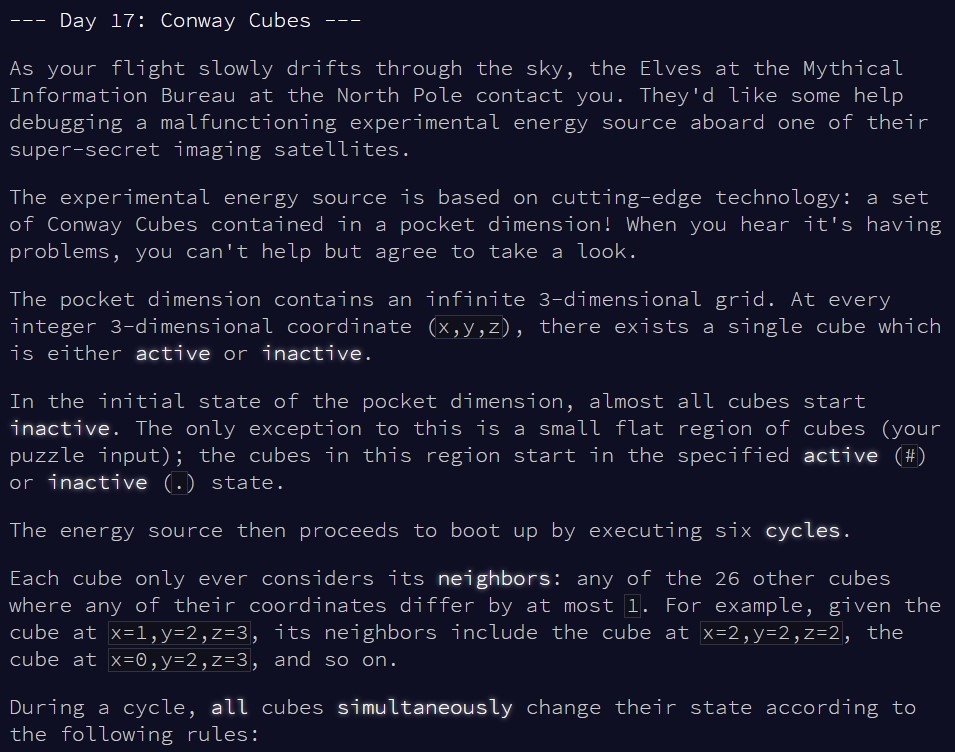 --- Day 17: Conway Cubes ---
As your flight slowly drifts through the sky, the Elves at the Mythical
Information Bureau at the North Pole contact you. They'd like some help
debugging a malfunctioning experimental energy source aboard one of their
super-secret imaging satellites.
The experimental energy source is based on cutting-edge technology: a set
of Conway Cubes contained in a pocket dimension! When you hear it's having
problems, you can't help but agree to take a look.
The pocket dimension contains an infinite 3-dimensional grid. At every
integer 3-dimensional coordinate (x,y,z), there exists a single cube which
is either active or inactive.
In the initial state of the pocket dimension, almost all cubes start
inactive. The only exception to this is a small flat region of cubes (your
puzzle input); the cubes in this region start in the specified active (#)
or inactive (.) state.
The energy source then proceeds to boot up by executing six cycles.
Each cube only ever considers its neighbors: any of the 26 other cubes
where any of their coordinates differ by at most 1. For example, given the
cube at x=1,y=2,z=3, its neighbors include the cube at x=2,y=2,z=2, the
cube at x=0,y=2,z=3, and so on.
During a cycle, all cubes simultaneously change their state according to
the following rules: